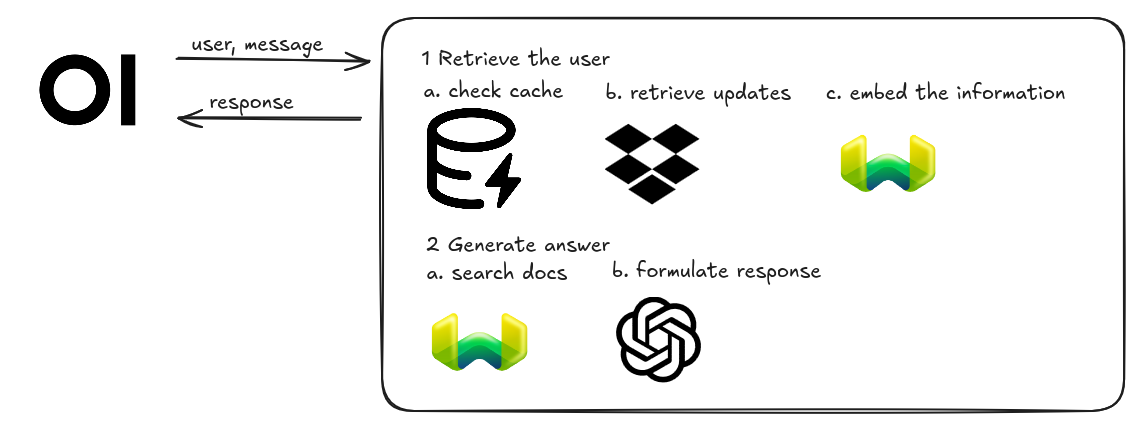 OI
user, message
response
1 Retrieve the user
a. check cache
b. retrieve updates
c. embed the information
2 Generate answer
a. search docs
b. formulate response